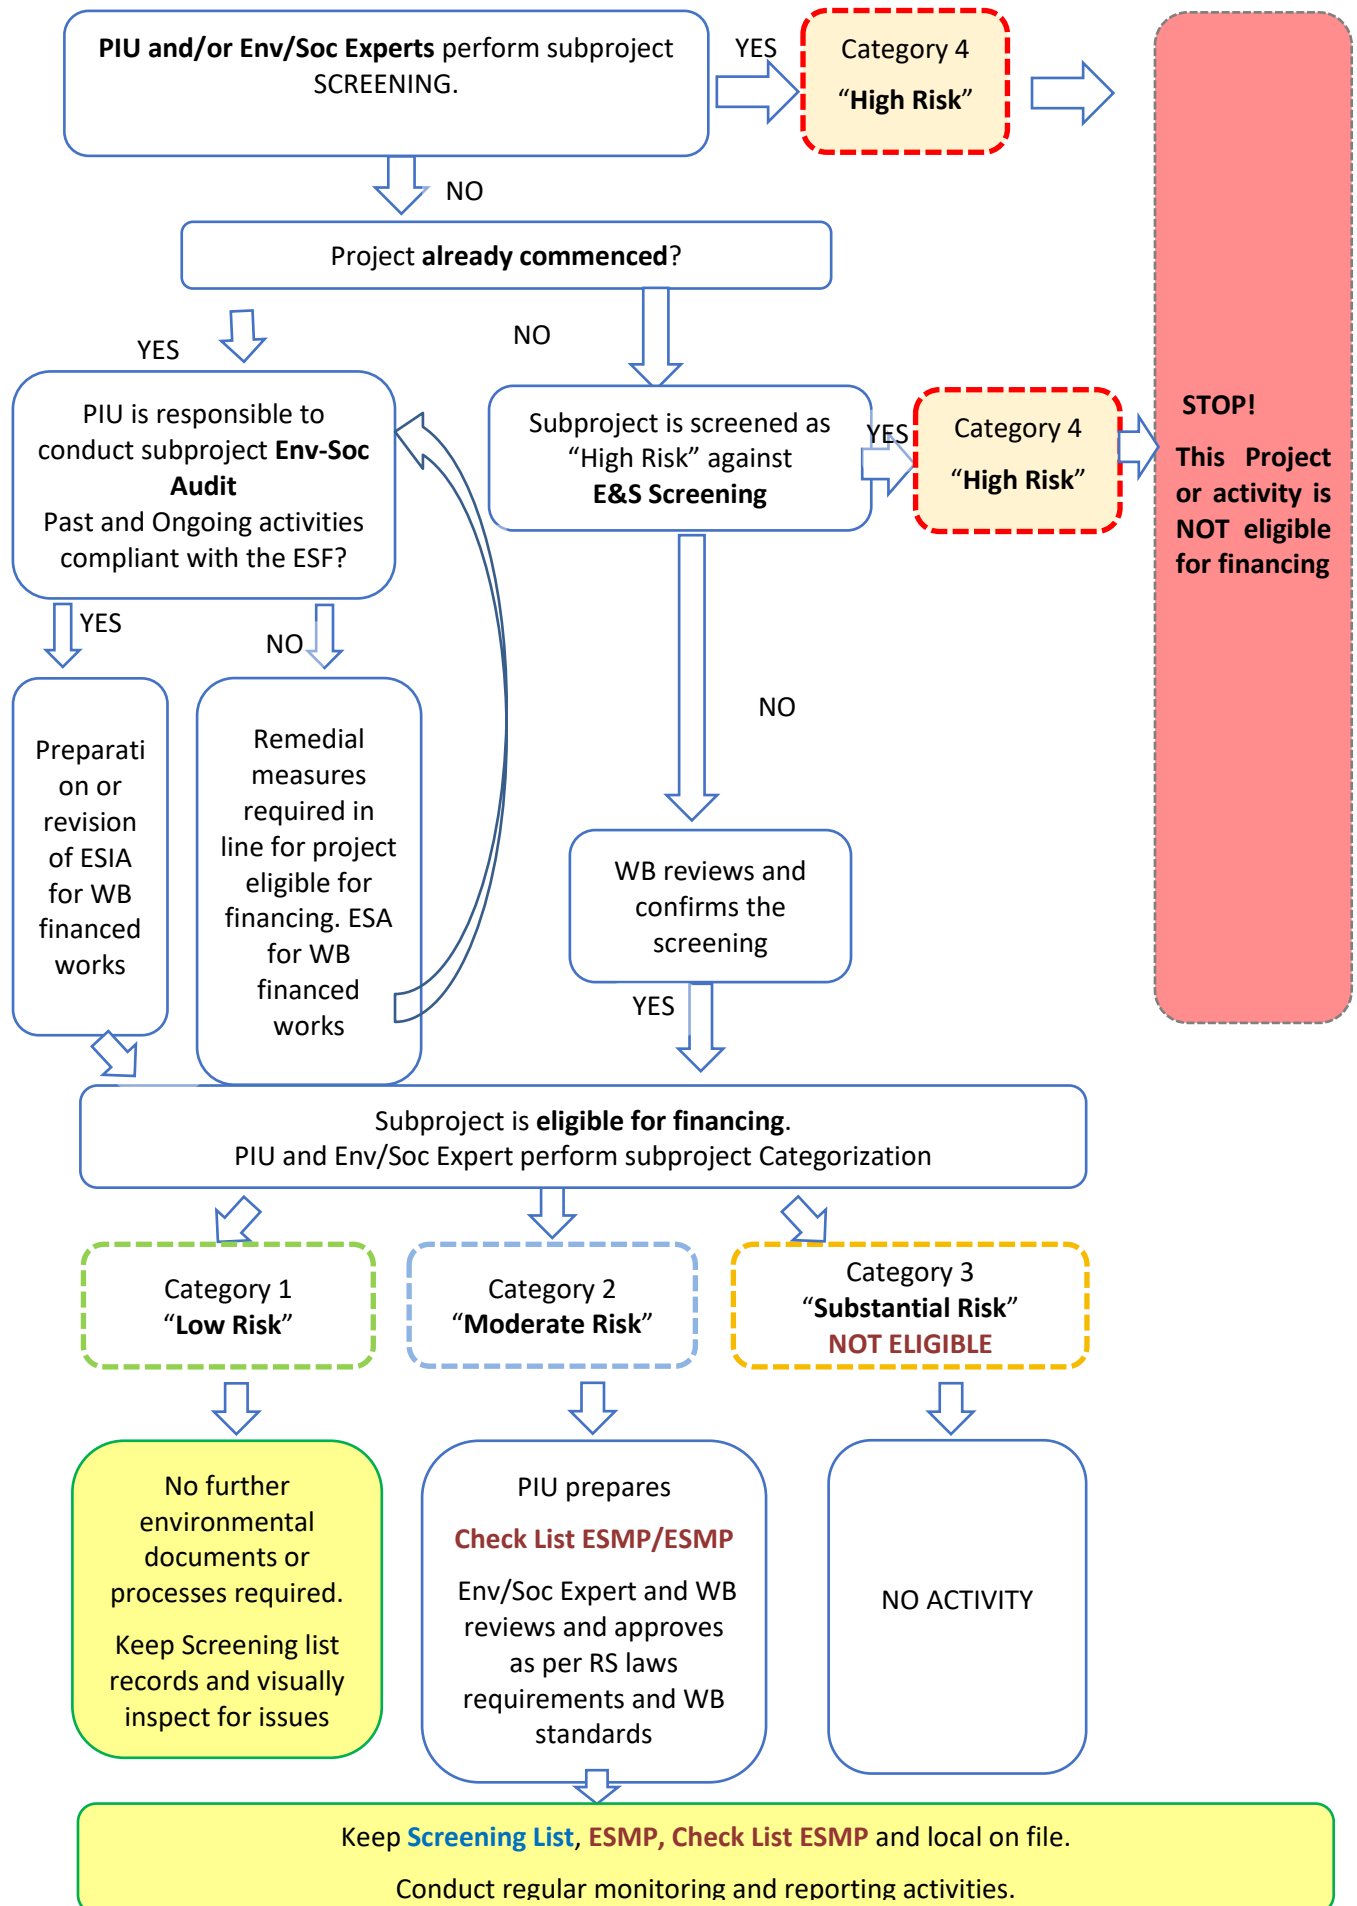 PIU and/or Env/Soc Experts perform subproject
SCREENING.
YES
Category 4
“High Risk”
NO
Project already commenced?
YES
NO
PIU is responsible to
conduct subproject Env-Soc
Audit
Past and Ongoing activities
compliant with the ESF?
Subproject is screened as
“High Risk” against
E&S Screening
YES
Category 4
“High Risk”
STOP!
This Project
or activity is
NOT eligible
for financing
YES
NO
Preparati
on or
revision
of ESIA
for WB
financed
works
Remedial
measures
required in
line for project
eligible for
financing. ESA
for WB
financed
works
NO
WB reviews and
confirms the
screening
YES
Subproject is eligible for financing.
PIU and Env/Soc Expert perform subproject Categorization
Category 1
“Low Risk”
Category 2
“Moderate Risk”
Category 3
“Substantial Risk”
NOT ELIGIBLE
No further
environmental
documents or
processes required.
Keep Screening list
records and visually
inspect for issues
PIU prepares
Check List ESMP/ESMP
Env/Soc Expert and WB
reviews and approves
as per RS laws
requirements and WB
standards
NO ACTIVITY
Keep Screening List, ESMP, Check List ESMP and local on file.
Conduct regular monitoring and reporting activities.